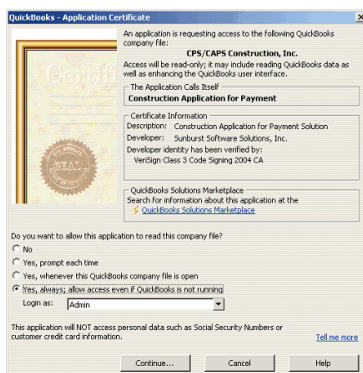 QuickBooks - Application Certificate
An application is requesting access to the following QuickBooks
company file:
CPS/CAPS Construction, Inc.
Access will be read-only; it may include reading QuickBooks data as
well as enhancing the QuickBooks user interface.
The Application Calls Itself
Construction Application for Payment
Certificate Information
Description: Construction Application for Payment Solution
Developer: Sunburst Software Solutions, Inc.
Developer identity has been verified by:
VeriSign Class 3 Code Signing 2004 CA
QuickBooks Solutions Marketplace
Search for information about this application at the
QuickBooks Solutions Marketplace
SEAL
Do you want to allow this application to read this company file?
No
Yes, prompt each time
Yes, whenever this QuickBooks company file is open
Yes, always; allow access even if QuickBooks is not running
Login as: Admin
This application will NOT access personal data such as Social Security Numbers or
customer credit card information.
Tell me more
Continue... Cancel Help